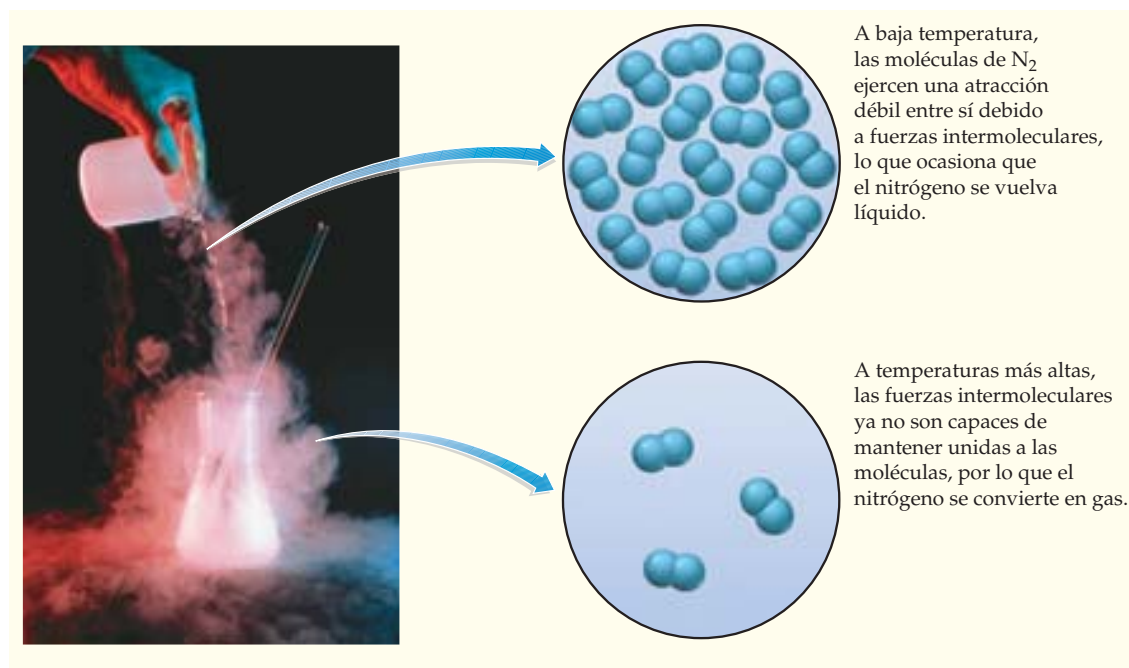 A baja temperatura,
las moléculas de N₂
ejercen una atracción
débil entre sí debido
a fuerzas intermoleculares,
lo que ocasiona que
el nitrógeno se vuelva
líquido.
A temperaturas más altas,
las fuerzas intermoleculares
ya no son capaces de
mantener unidas a las
moléculas, por lo que el
nitrógeno se convierte en gas.